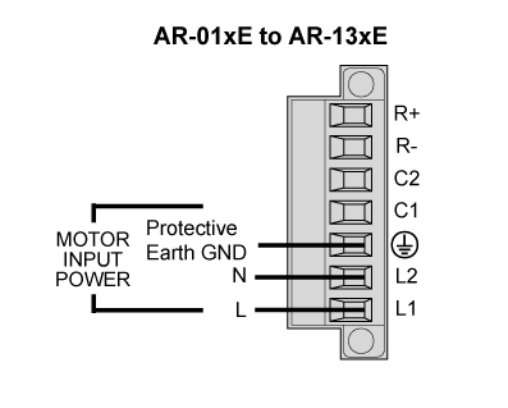 AR-01xE to AR-13xE
R+
R-
C2
C1
MOTOR
INPUT
POWER
Protective
Earth GND
N
L2
L
L1